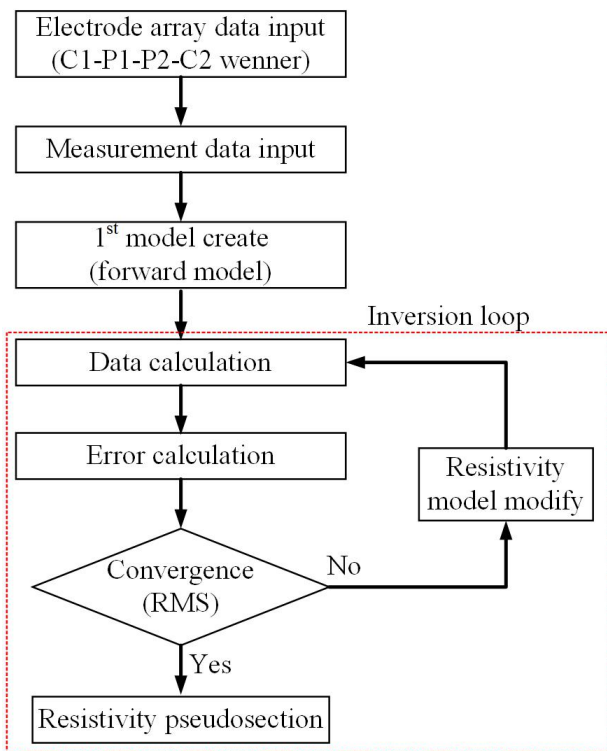 Electrode array data input
(C1-P1-P2-C2 wenner)
Measurement data input
1st model create
(forward model)
Inversion loop
Data calculation
Error calculation
Resistivity
model modify
Convergence
(RMS)
No
Yes
Resistivity pseudosection